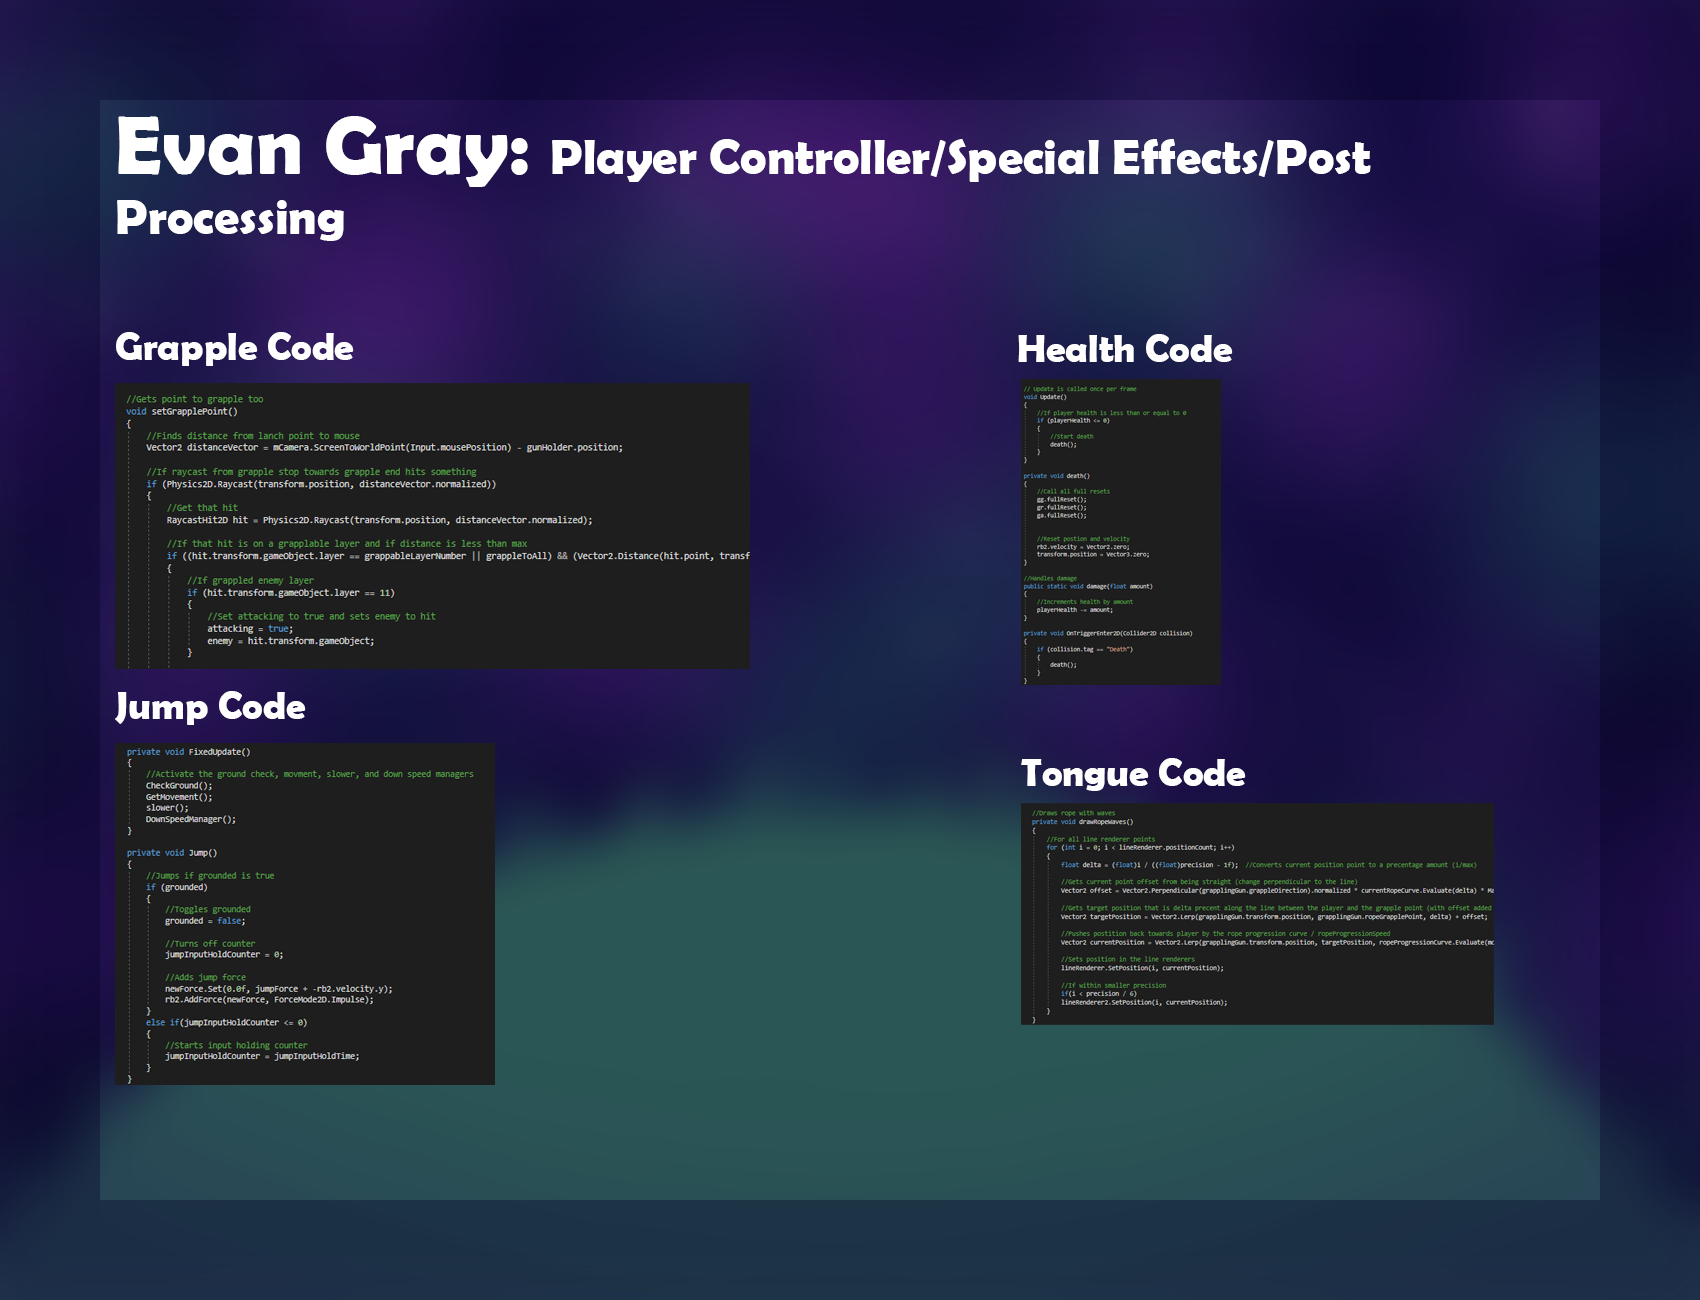 Evan Gray: Player Controller/Special Effects/Post
Processing
Grapple Code
//Gets point to grapple too
void setGrapplePoint()
{
//Finds distance from lanch point to mouse
Vector2 distanceVector = mCamera.ScreenToWorldPoint(Input.mousePosition) - gunHolder.position;
//If raycast from grapple stop towards grapple end hits something
if (Physics2D.Raycast(transform.position, distanceVector.normalized))
{
//Get that hit
RaycastHit2D hit = Physics2D.Raycast(transform.position, distanceVector.normalized);
//If that hit is on a grapplable layer and if distance is less than max
if ((hit.transform.gameObject.layer == grappableLayerNumber || grappleToAll) && (Vector2.Distance(hit.point, transf
{
//If grappled enemy layer
if (hit.transform.gameObject.layer == 11)
{
//Set attacking to true and sets enemy to hit
attacking = true;
enemy = hit.transform.gameObject;
}
Jump Code
private void FixedUpdate()
{
//Activate the ground check, movment, slower, and down speed managers
CheckGround();
GetMovement();
slower();
DownSpeedManager();
}
private void Jump()
{
//Jumps if grounded is true
if (grounded)
{
//Toggles grounded
grounded = false;
//Turns off counter
jumpInputHoldCounter = 0;
//Adds jump force
newForce.Set(0.0f, jumpForce + -rb2.velocity.y);
rb2.AddForce(newForce, ForceMode2D.Impulse);
}
else if(jumpInputHoldCounter <= 0)
{
//Starts input holding counter
jumpInputHoldCounter = jumpInputHoldTime;
}
}
Health Code
// Update is called once per frame
void Update()
{
//If player health is less than or equal to 0
if (playerHealth <= 0)
{
//Start death
death();
}
}
private void death()
{
//Call all full resets
gg.fullReset();
gr.fullReset();
ga.fullReset();
//Reset postion and velocity
rb2.velocity = Vector2.zero;
transform.position = Vector3.zero;
}
//Handles damage
public static void damage(float amount)
{
//Increments health by amount
playerHealth -= amount;
}
private void OnTriggerEnter2D(Collider2D collision)
{
if (collision.tag == "Death")
{
death();
}
}
Tongue Code
//Draws rope with waves
private void drawRopeWaves()
{
//For all line renderer points
for (int i = 0; i < lineRenderer.positionCount; i++)
{
float delta = (float)i / ((float)precision - 1f); //Converts current position point to a precentage amount (i/max)
//Gets current point offset from being straight (change perpendicular to the line)
Vector2 offset = Vector2.Perpendicular(grapplingGun.grappleDirection).normalized * currentRopeCurve.Evaluate(delta) * Ma
//Gets target position that is delta precent along the line between the player and the grapple point (with offset added
Vector2 targetPosition = Vector2.Lerp(grapplingGun.transform.position, grapplingGun.ropeGrapplePoint, delta) + offset;
//Pushes postition back towards player by the rope progression curve / ropeProgressionSpeed
Vector2 currentPosition = Vector2.Lerp(grapplingGun.transform.position, targetPosition, ropeProgressionCurve.Evaluate(mo
//Sets position in the line renderers
lineRenderer.SetPosition(i, currentPosition);
//If within smaller precision
if(i < precision / 6)
lineRenderer2.SetPosition(i, currentPosition);
}
}